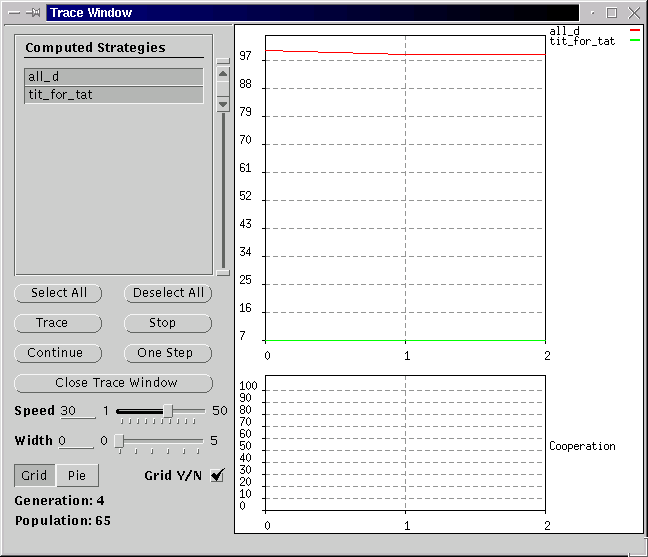 Trace Window
Computed Strategies
all_d
tit_for_tat
Select All
Deselect All
Trace
Stop
Continue
One Step
Close Trace Window
Speed 30 1 50
Width 0 0 5
Grid Pie Grid Y/N
Generation: 4
Population: 65
all_d
tit_for_tat
97
88
79
70
61
52
43
34
25
16
7
0 1 2
100
90
80
70
60
50
40
30
20
10
0
Cooperation
0 1 2